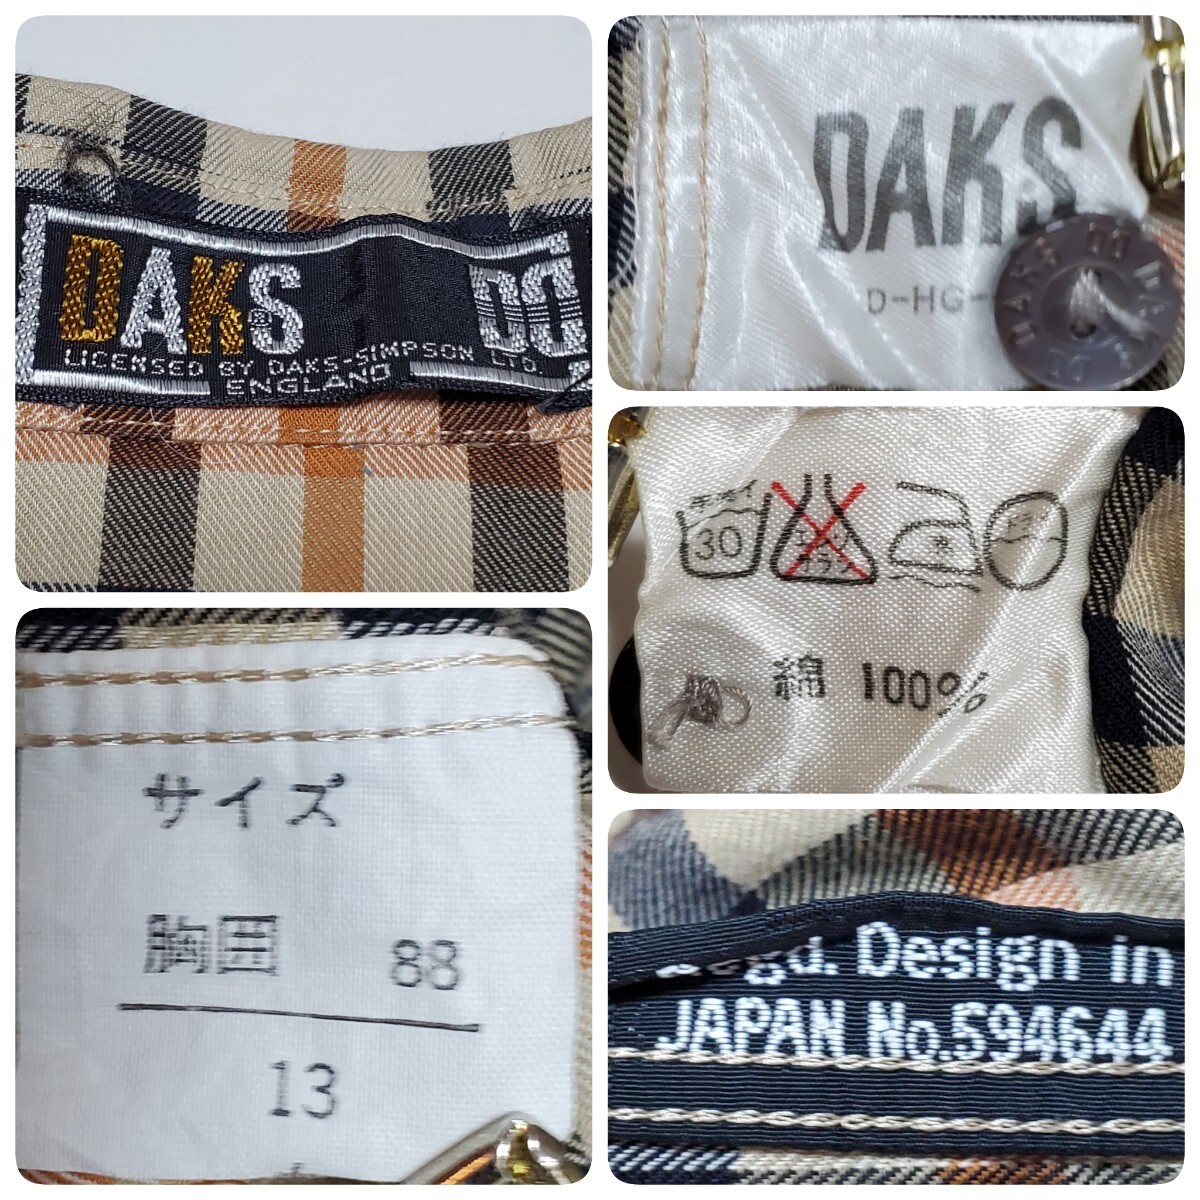 DAKS
LICENSED BY DAKS-SIMPSON LTD.
ENGLAND
DAKS
D-HG-
30
綿 100%
サイズ
胸囲 88
13
Regd. Design in
JAPAN No.594644